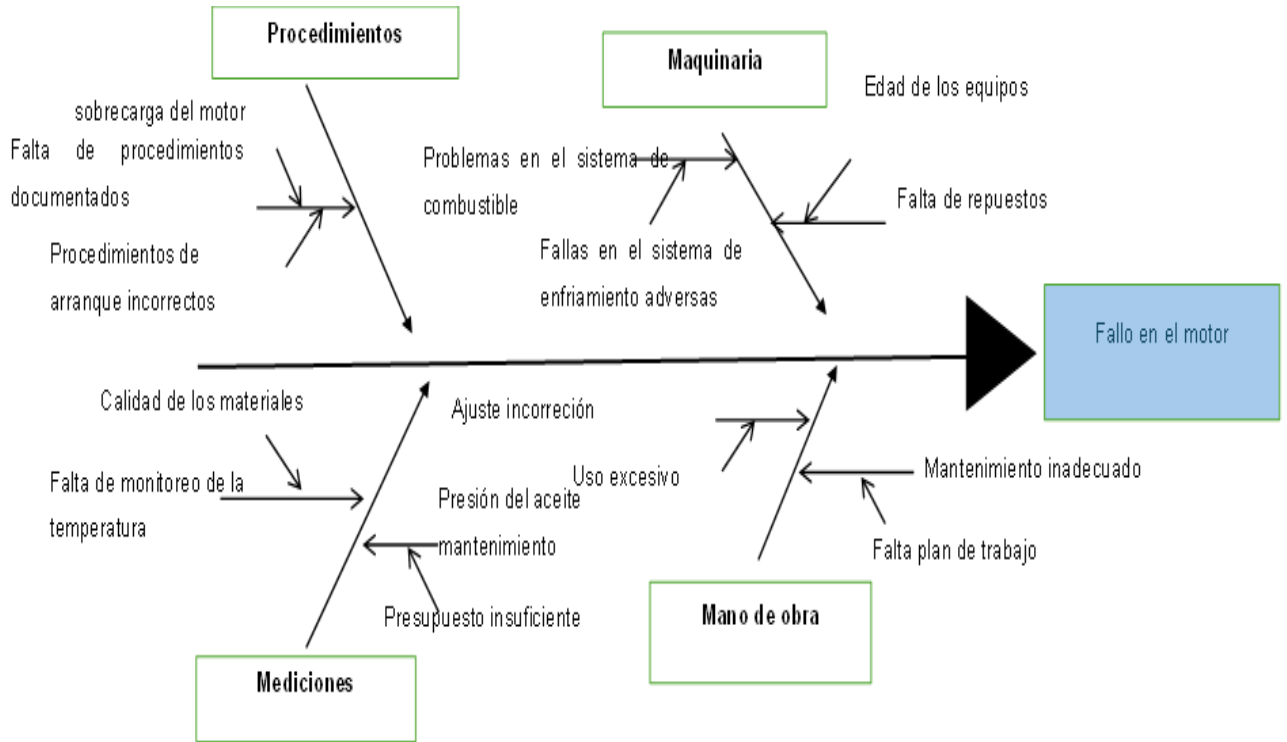 Procedimientos
Maquinaria
Edad de los equipos
sobrecarga del motor
Falta de procedimientos
documentados
Problemas en el sistema de
combustible
Falta de repuestos
Procedimientos de
arranque incorrectos
Fallas en el sistema de
enfriamiento adversas
Fallo en el motor
Calidad de los materiales
Ajuste incorreción
Falta de monitoreo de la
temperatura
Uso excesivo
Mantenimiento inadecuado
Presión del aceite
mantenimiento
Falta plan de trabajo
Presupuesto insuficiente
Mano de obra
Mediciones